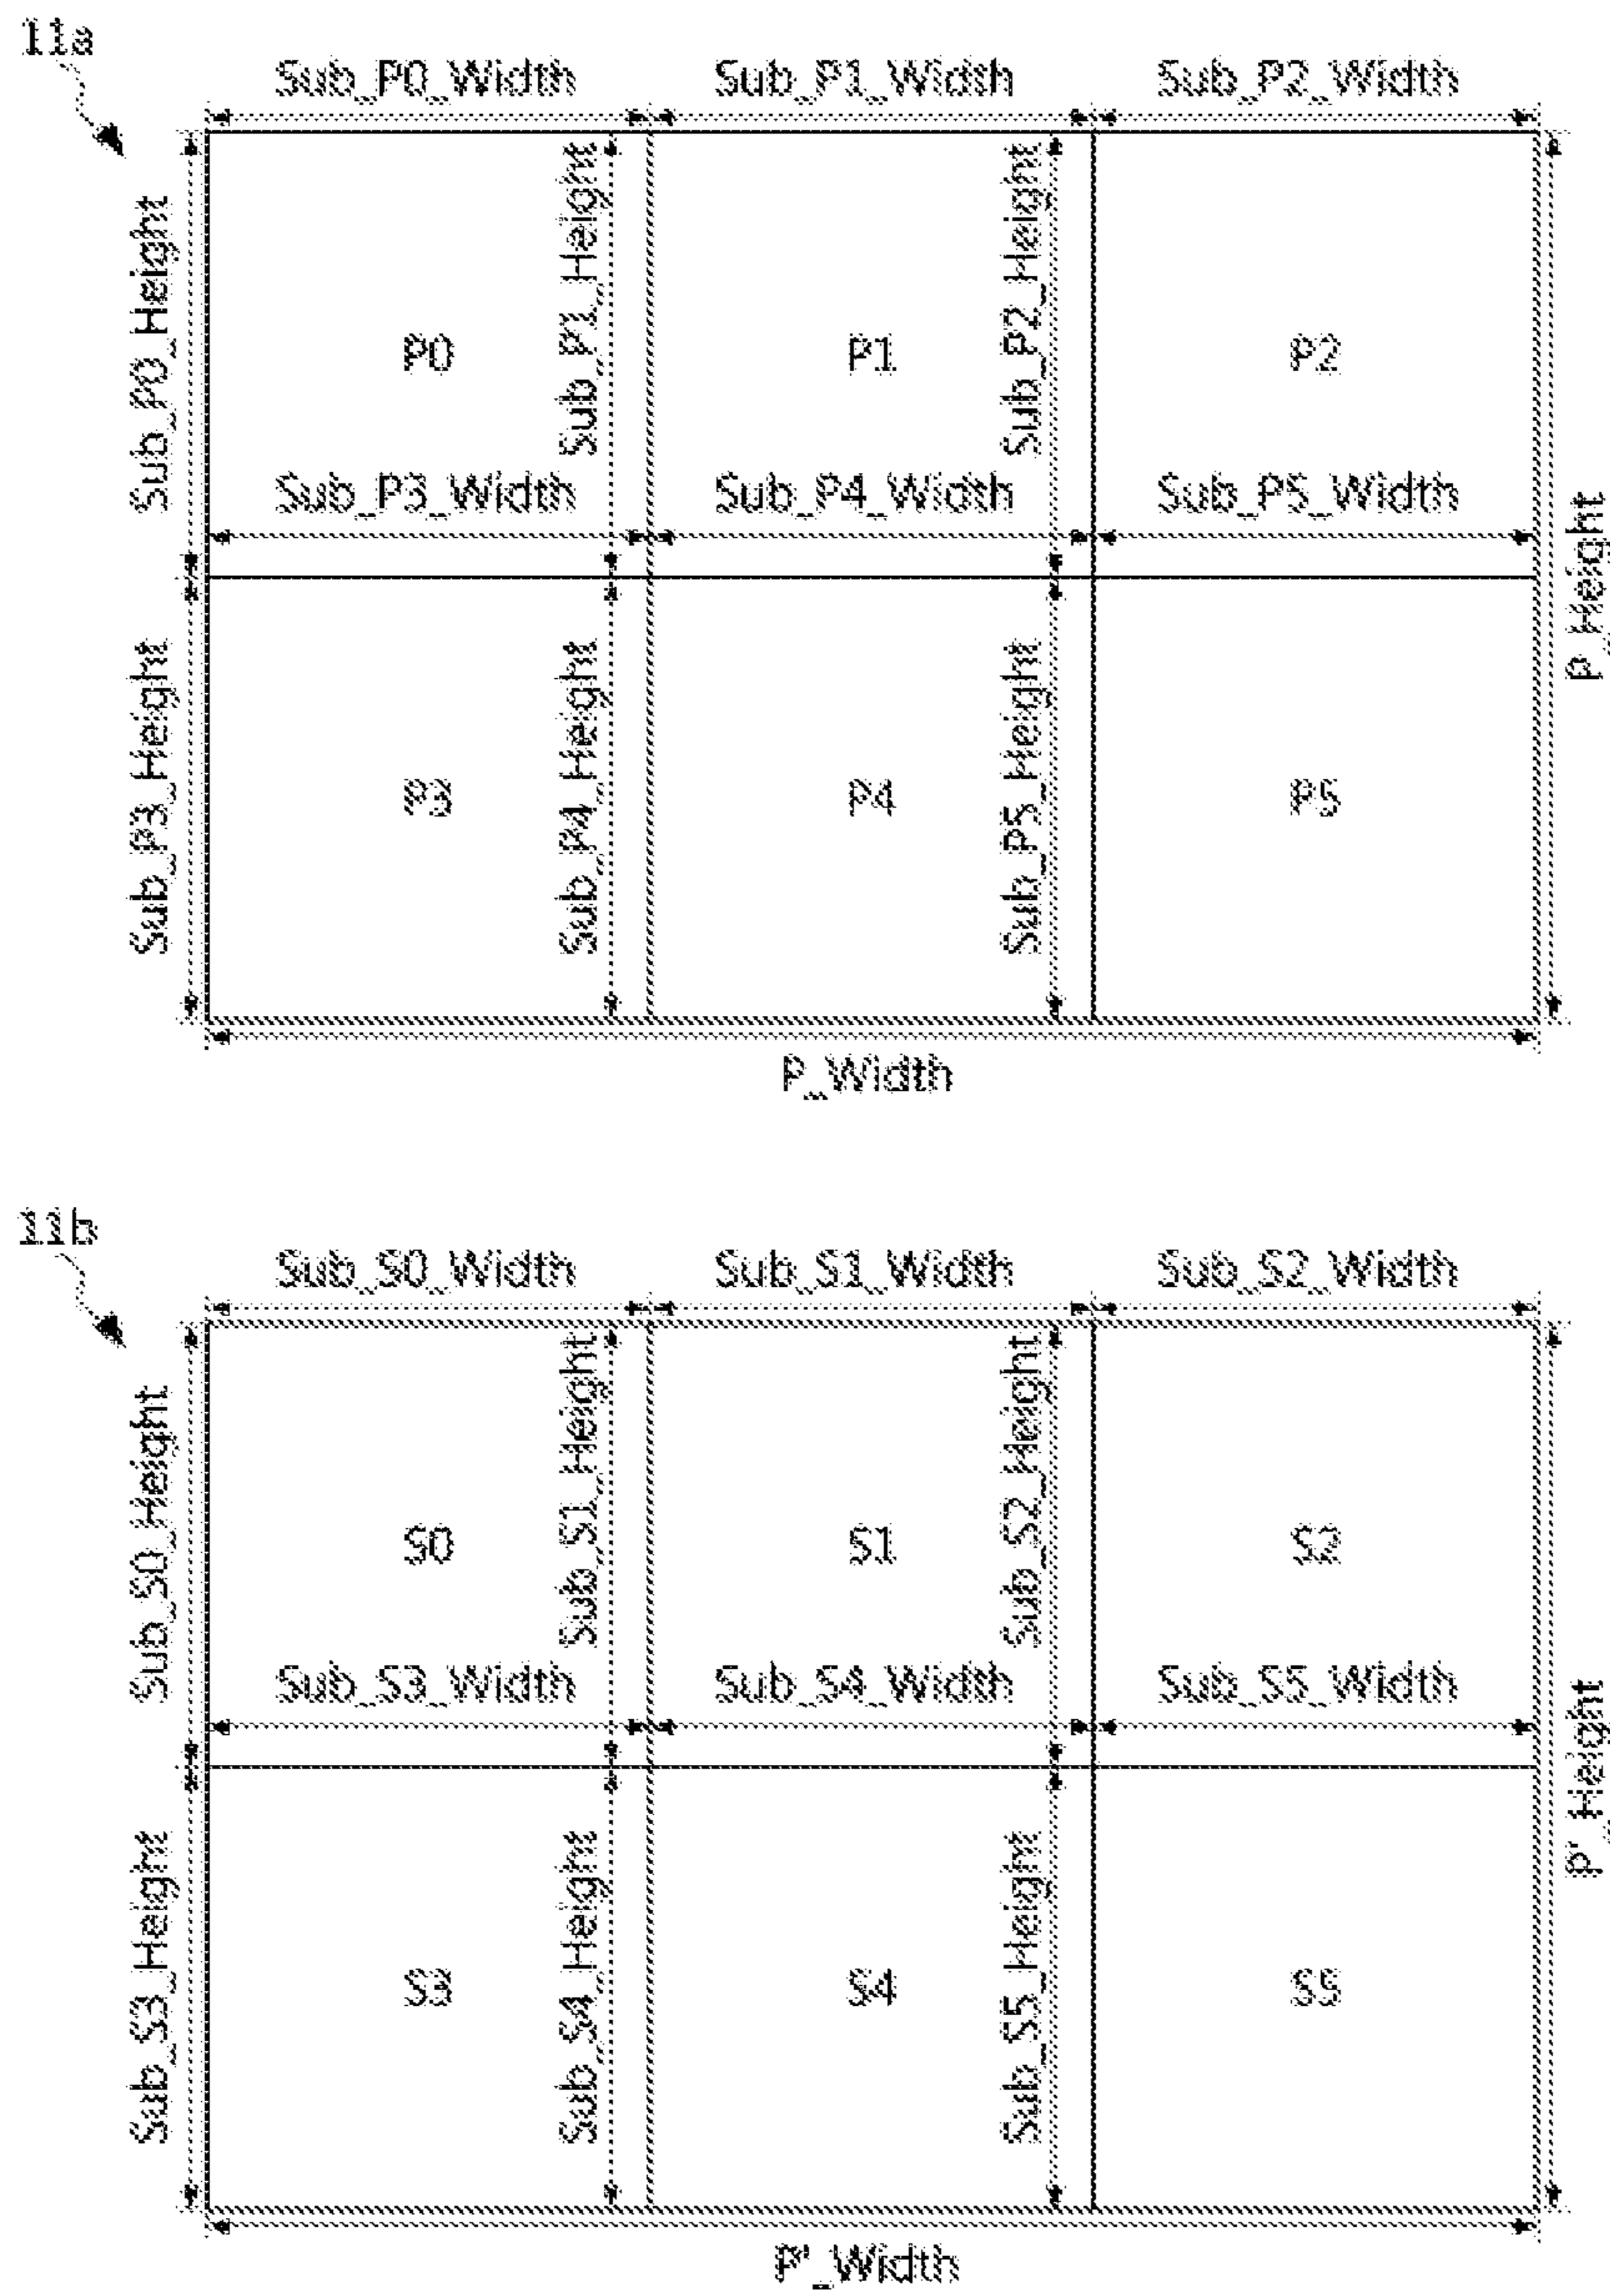 11a
Sub_P0_Width
Sub_P1_Width
Sub_P2_Width
Sub_P0_Height
Sub_P1_Height
Sub_P2_Height
P0
P1
P2
Sub_P3_Width
Sub_P4_Width
Sub_P5_Width
P_Height
Sub_P3_Height
Sub_P4_Height
Sub_P5_Height
P3
P4
P5
P_Width
11b
Sub_S0_Width
Sub_S1_Width
Sub_S2_Width
Sub_S0_Height
Sub_S1_Height
Sub_S2_Height
S0
S1
S2
Sub_S3_Width
Sub_S4_Width
Sub_S5_Width
P'_Height
Sub_S3_Height
Sub_S4_Height
Sub_S5_Height
S3
S4
S5
P'_Width